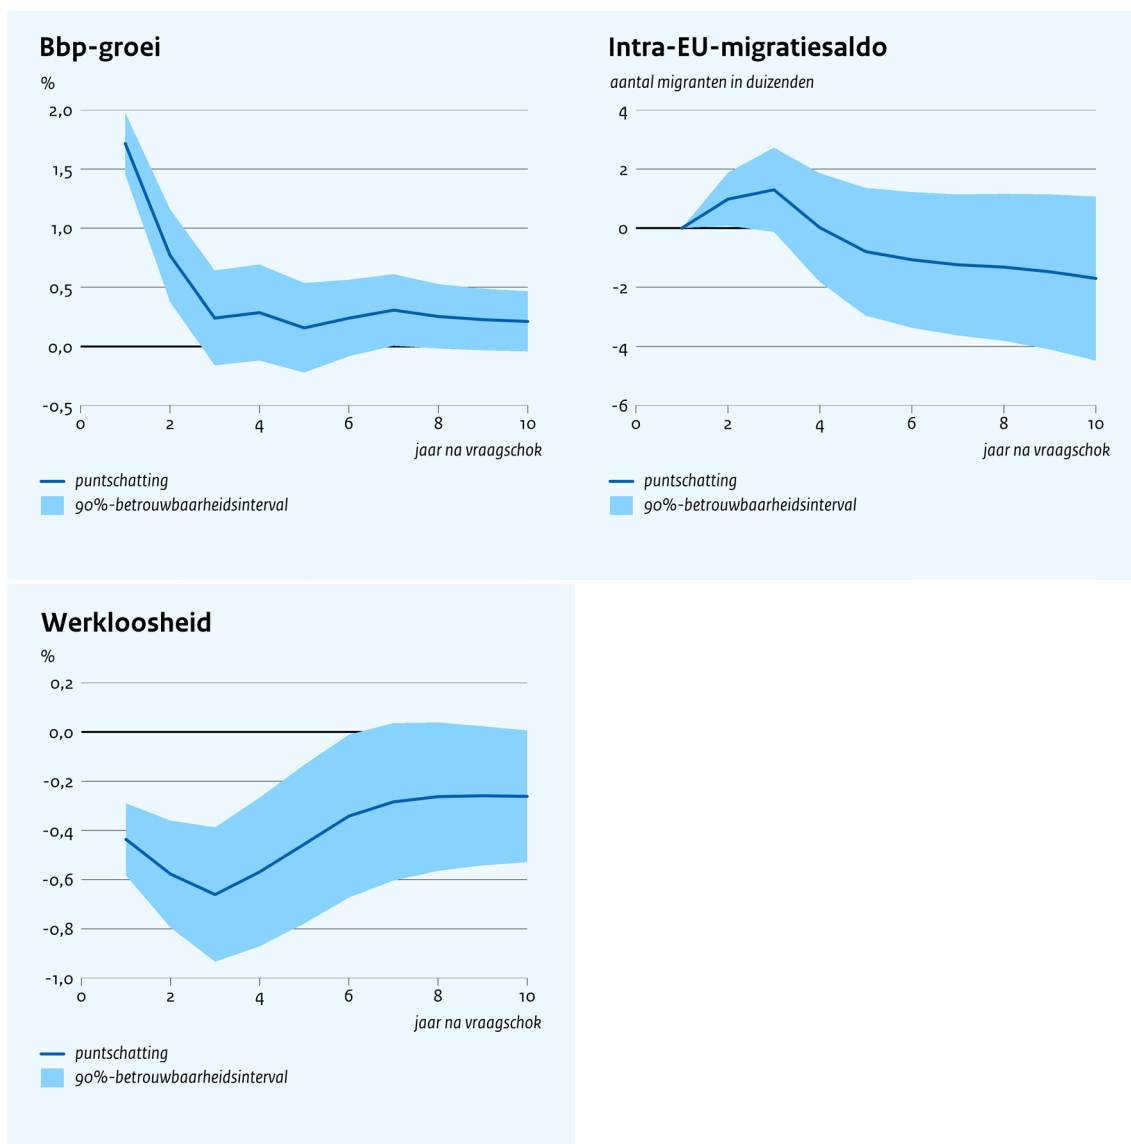 Bbp-groei
%
2,0
1,5
1,0
0,5
0,0
-0,5
0 2 4 6 8 10
jaar na vraagschok
puntschatting
90%-betrouwbaarheidsinterval
Intra-EU-migratiesaldo
aantal migranten in duizenden
4
2
0
-2
-4
-6
0 2 4 6 8 10
jaar na vraagschok
puntschatting
90%-betrouwbaarheidsinterval
Werkloosheid
%
0,2
0,0
-0,2
-0,4
-0,6
-0,8
-1,0
0 2 4 6 8 10
jaar na vraagschok
puntschatting
90%-betrouwbaarheidsinterval